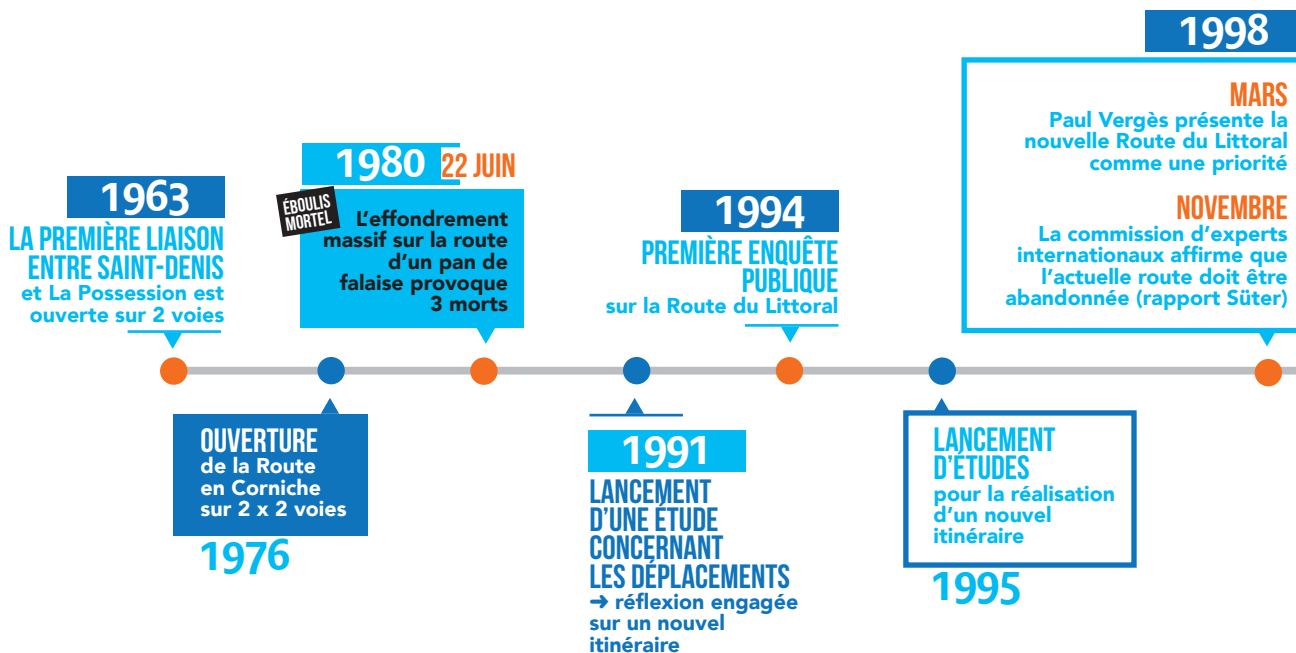 1963
LA PREMIÈRE LIAISON
ENTRE SAINT-DENIS
et La Possession est
ouverte sur 2 voies
OUVERTURE
de la Route
en Corniche
sur 2 x 2 voies
1976
1980 22 JUIN
ÉBOULIS
MORTEL
L'effondrement
massif sur la route
d'un pan de
falaise provoque
3 morts
1991
LANCEMENT
D'UNE ÉTUDE
CONCERNANT
LES DÉPLACEMENTS
➜ réflexion engagée
sur un nouvel
itinéraire
1994
PREMIÈRE ENQUÊTE
PUBLIQUE
sur la Route du Littoral
LANCEMENT
D'ÉTUDES
pour la réalisation
d'un nouvel
itinéraire
1995
1998
MARS
Paul Vergès présente la
nouvelle Route du Littoral
comme une priorité
NOVEMBRE
La commission d'experts
internationaux affirme que
l'actuelle route doit être
abandonnée (rapport Süter)